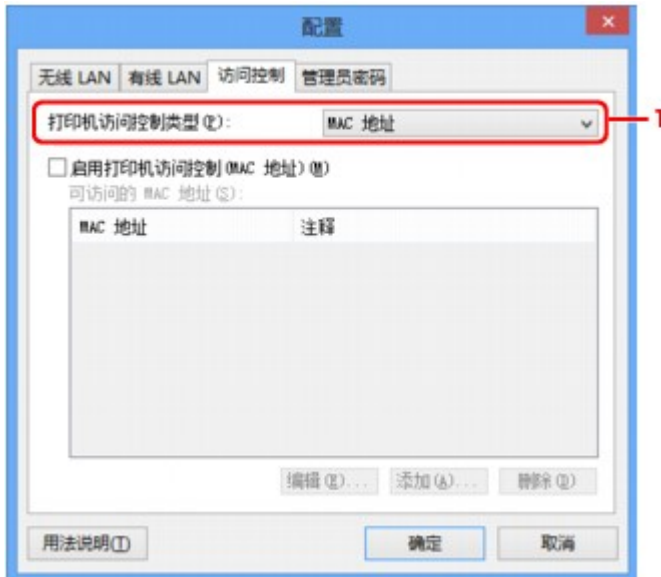 配置
无线 LAN 有线 LAN 访问控制 管理员密码
打印机访问控制类型(P): MAC 地址 1
启用打印机访问控制(MAC 地址)(M)
可访问的 MAC 地址(S):
MAC 地址 注释
编辑(E)... 添加(A)... 删除(D)
用法说明(I) 确定 取消